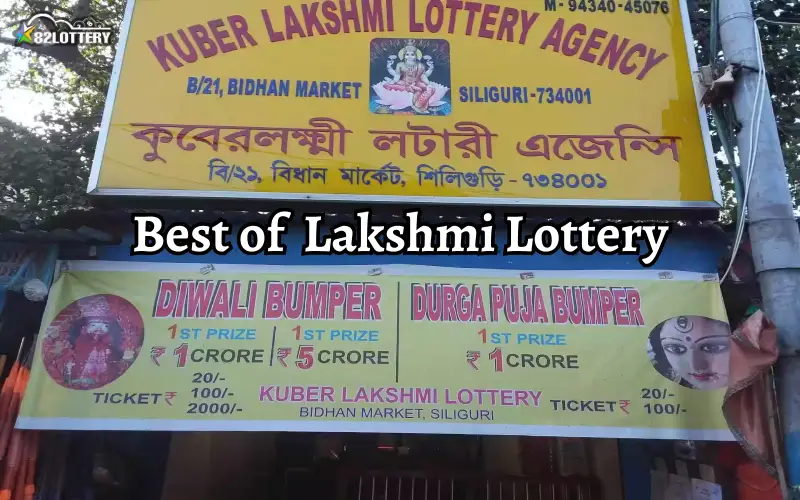 82LOTTERY
M- 94340-45076
KUBER LAKSHMI LOTTERY AGENCY
B/21, BIDHAN MARKET
SILIGURI-734001
কুবেরলক্ষ্মী লটারী এজেন্সি
বি/২১, বিধান মার্কেট, শিলিগুড়ি - ৭৩৪০০১
Best of Lakshmi Lottery
DIWALI BUMPER
1ST PRIZE
₹ 1 CRORE
1ST PRIZE
₹ 5 CRORE
TICKET ₹
20/-
100/-
2000/-
DURGA PUJA BUMPER
1ST PRIZE
₹ 1 CRORE
KUBER LAKSHMI LOTTERY
BIDHAN MARKET, SILIGURI
TICKET ₹
20/-
100/-